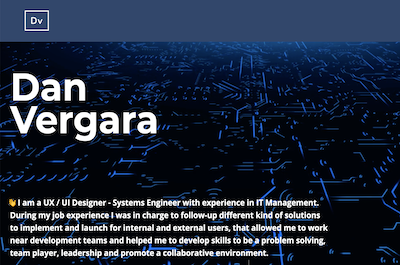 Dv
Dan
Vergara
👋 I am a UX / UI Designer - Systems Engineer with experience in IT Management.
During my job experience I was in charge to follow-up different kind of solutions
to implement and launch for internal and external users, that allowed me to work
near development teams and helped me to develop skills to be a problem solving,
team player, leadership and promote a collaborative environment.